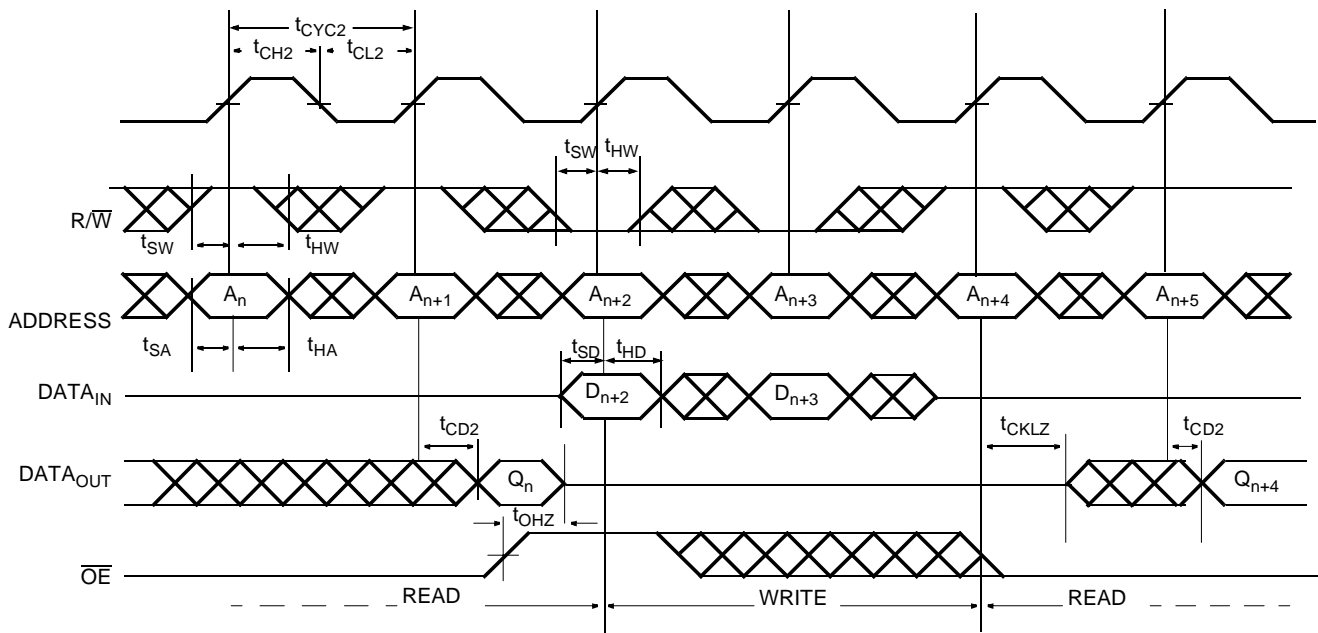 tCYC2
tCH2 tCL2
tSW tHW
R/W̅
tSW tHW
An An+1 An+2 An+3 An+4 An+5
ADDRESS
tSA tHA tSD tHD
DATAIN Dn+2 Dn+3
tCD2 tCKLZ tCD2
DATAOUT Qn Qn+4
tOHZ
O̅E̅
READ WRITE READ